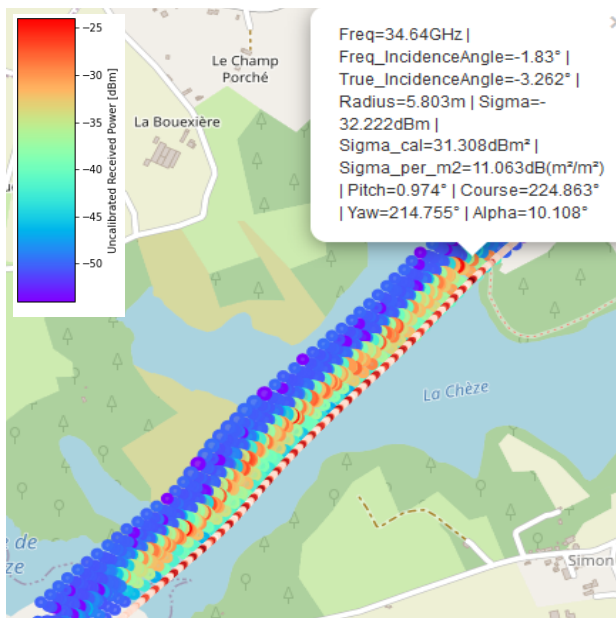 −25
−30
−35
−40
−45
−50
Uncalibrated Received Power [dBm]
Le Champ
Porché
La Bouexière
Freq=34.64GHz |
Freq_IncidenceAngle=-1.83° |
True_IncidenceAngle=-3.262° |
Radius=5.803m | Sigma=-
32.222dBm |
Sigma_cal=31.308dBm² |
Sigma_per_m2=11.063dB(m²/m²)
| Pitch=0.974° | Course=224.863°
| Yaw=214.755° | Alpha=10.108°
×
La Chèze
de
ze
Simon